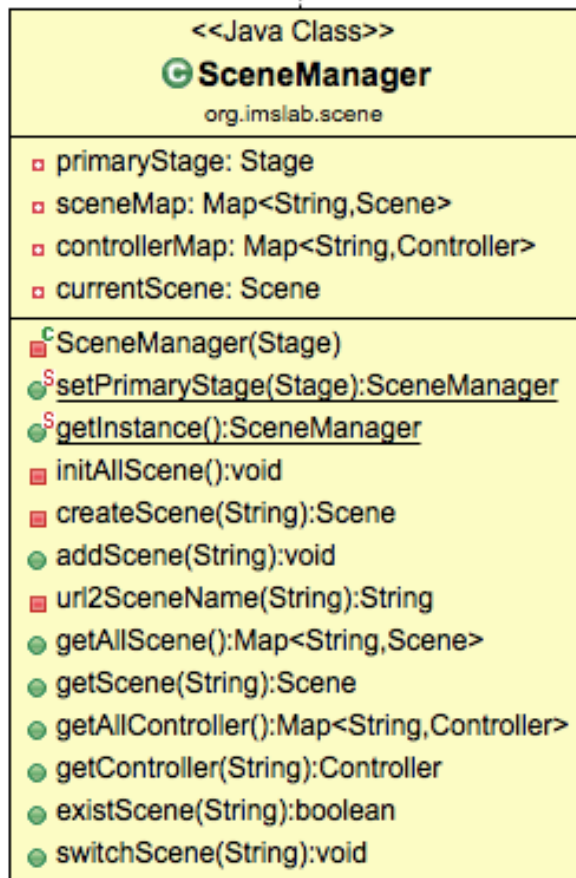 <<Java Class>>
C SceneManager
org.imslab.scene
primaryStage: Stage
sceneMap: Map<String,Scene>
controllerMap: Map<String,Controller>
currentScene: Scene
C SceneManager(Stage)
S setPrimaryStage(Stage):SceneManager
S getInstance():SceneManager
initAllScene():void
createScene(String):Scene
addScene(String):void
url2SceneName(String):String
getAllScene():Map<String,Scene>
getScene(String):Scene
getAllController():Map<String,Controller>
getController(String):Controller
existScene(String):boolean
switchScene(String):void